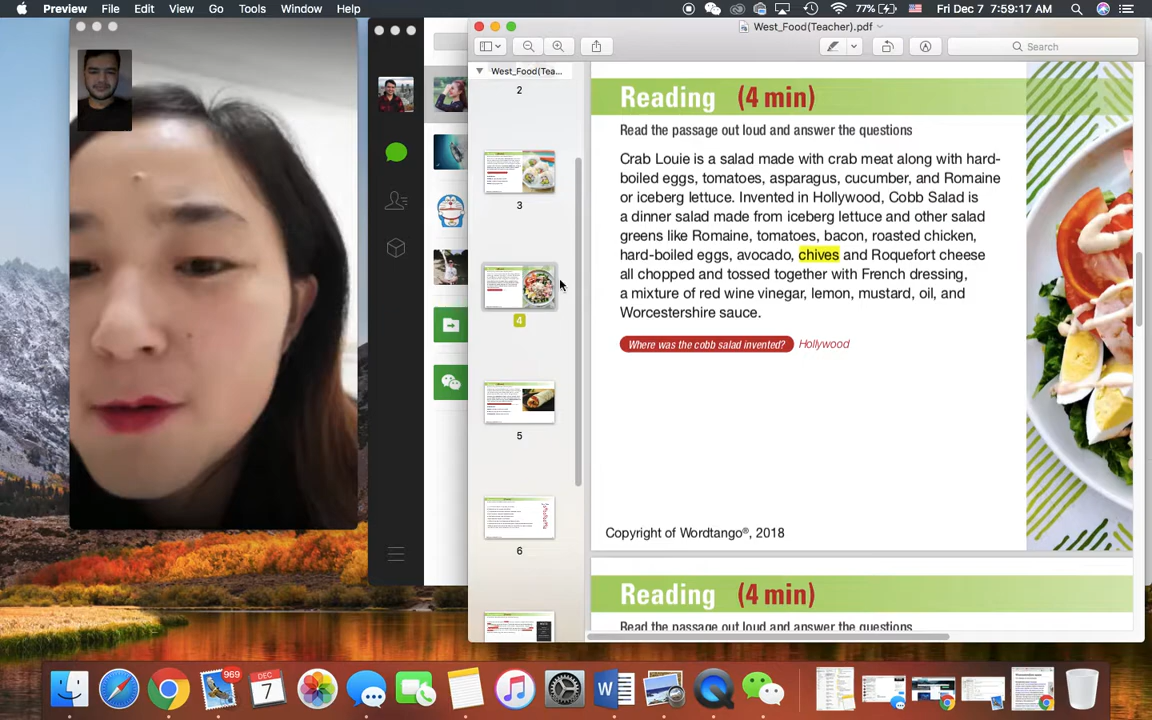 Preview File Edit View Go Tools Window Help
77% Fri Dec 7 7:59:17 AM
West_Food(Teacher).pdf
Search
West_Food(Tea...
2
3
4
5
6
Reading (4 min)
Read the passage out loud and answer the questions
Crab Louie is a salad made with crab meat along with hard-
boiled eggs, tomatoes, asparagus, cucumber, and Romaine
or iceberg lettuce. Invented in Hollywood, Cobb Salad is
a dinner salad made from iceberg lettuce and other salad
greens like Romaine, tomatoes, bacon, roasted chicken,
hard-boiled eggs, avocado, chives and Roquefort cheese
all chopped and tossed together with French dressing,
a mixture of red wine vinegar, lemon, mustard, oil, and
Worcestershire sauce.
Where was the cobb salad invented? Hollywood
Copyright of Wordtango®, 2018
Reading (4 min)
Read the passage out loud and answer the questions
969
DEC
7
W